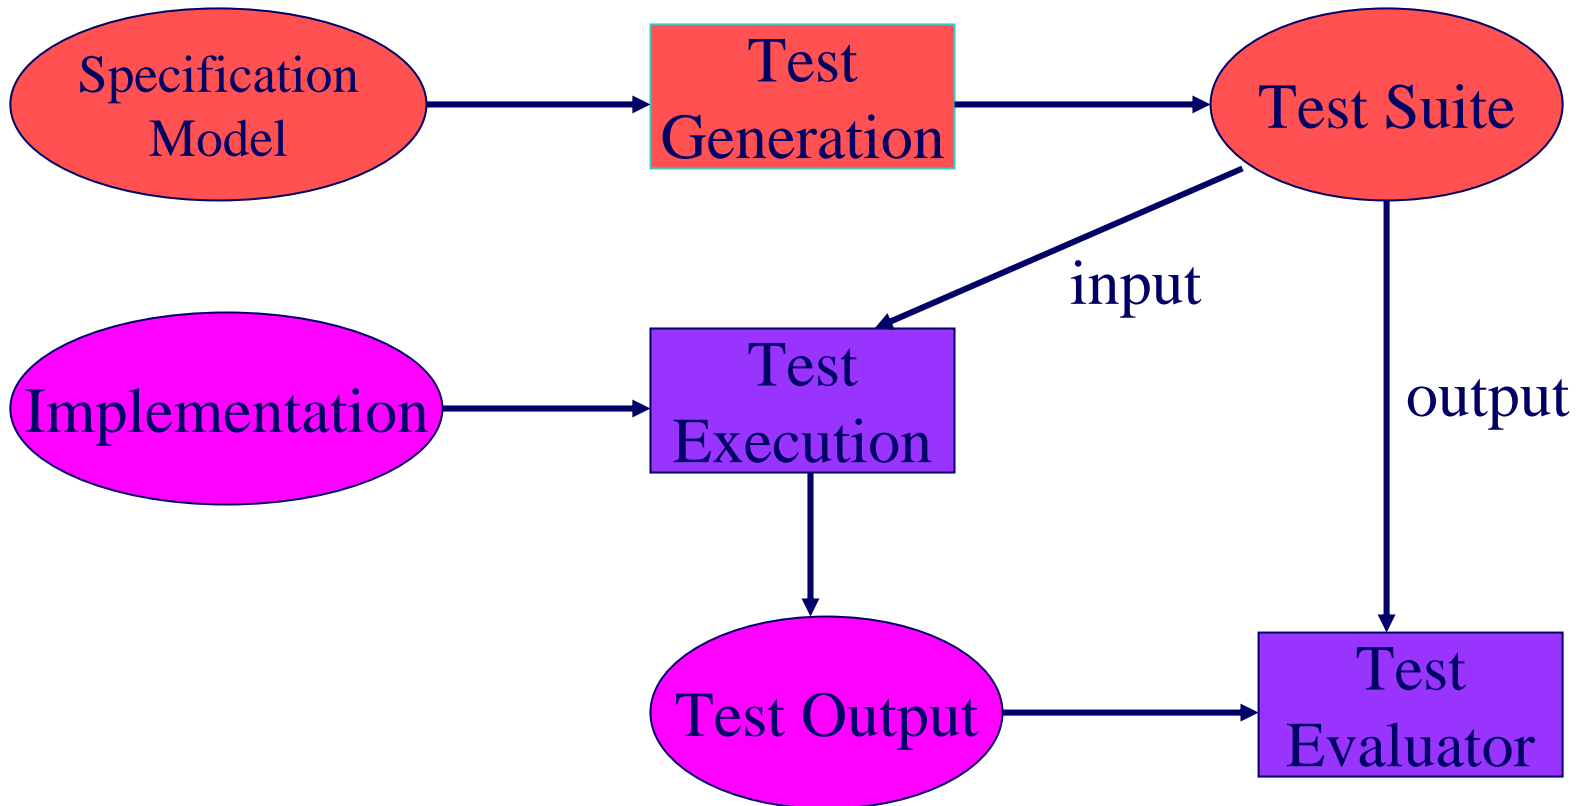 Specification
Model
Test
Generation
Test Suite
input
Implementation
Test
Execution
output
Test Output
Test
Evaluator